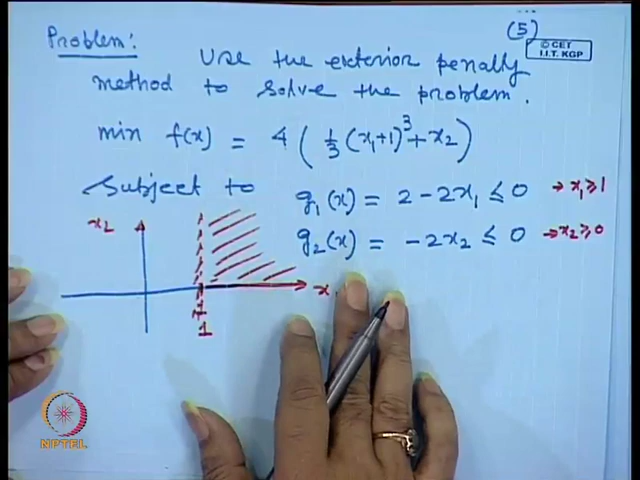 (5)
© CET
I.I.T. KGP
Problem:
Use the exterior penalty
method to solve the problem.
min f(x) = 4(1/3 (x₁+1)³ + x₂)
Subject to g₁(x) = 2-2x₁ ≤ 0 → x₁ ≥ 1
g₂(x) = -2x₂ ≤ 0 → x₂ ≥ 0
x₂
x
1
NPTEL